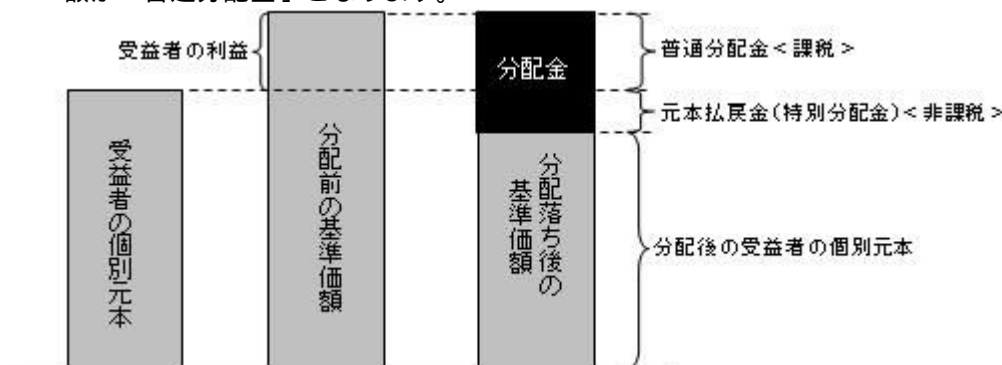 受益者の利益
分配金
普通分配金<課税>
元本払戻金(特別分配金)<非課税>
受益者の個別元本
分配前の基準価額
分配落ち後の
基準価額
分配後の受益者の個別元本